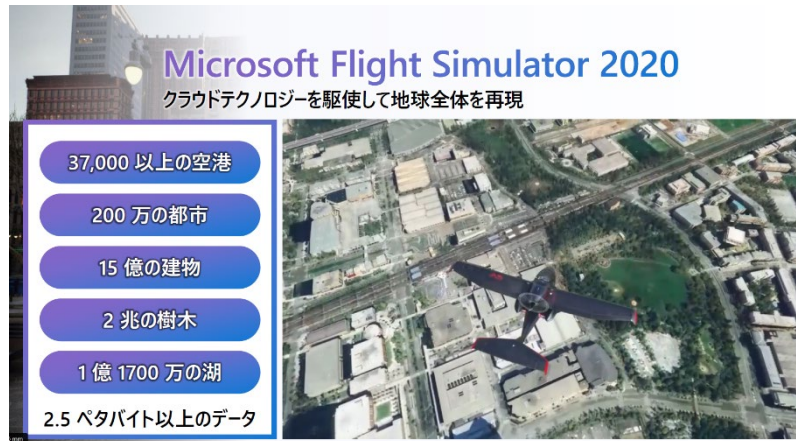 Microsoft Flight Simulator 2020
クラウドテクノロジーを駆使して地球全体を再現
37,000 以上の空港
200 万の都市
15 億の建物
2 兆の樹木
1 億 1700 万の湖
2.5 ペタバイト以上のデータ